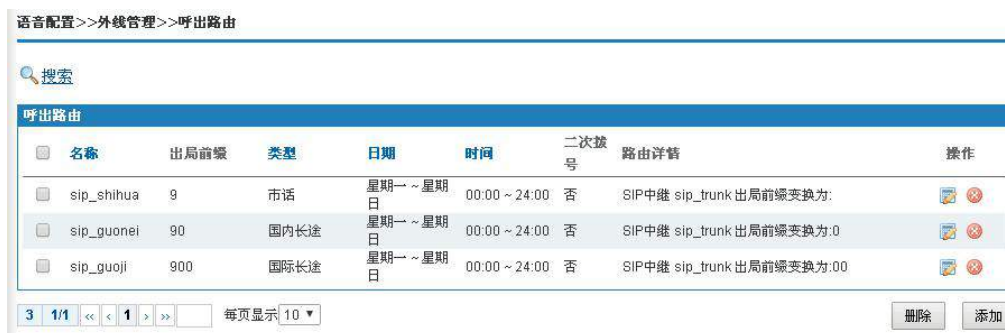 语音配置>>外线管理>>呼出路由
搜索
呼出路由
名称 出局前缀 类型 日期 时间 二次拨号 路由详情 操作
sip_shihua 9 市话 星期一 ~ 星期日 00:00 ~ 24:00 否 SIP中继 sip_trunk 出局前缀变换为:
sip_guonei 90 国内长途 星期一 ~ 星期日 00:00 ~ 24:00 否 SIP中继 sip_trunk 出局前缀变换为:0
sip_guoji 900 国际长途 星期一 ~ 星期日 00:00 ~ 24:00 否 SIP中继 sip_trunk 出局前缀变换为:00
3 1/1 << < 1 > >> 每页显示 10 删除 添加